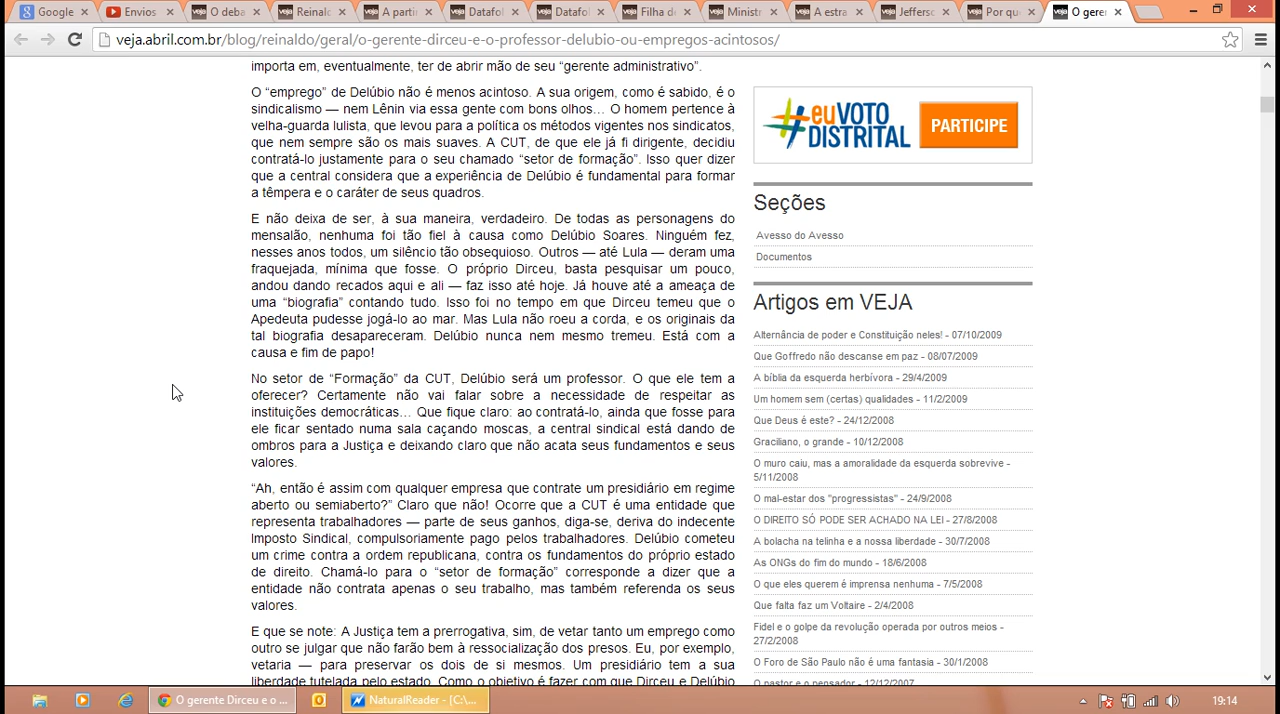 Google
Envios
O deba
Reinal
A parti
Datafol
Datafol
Filha de
Ministr
A estra
Jeffersc
Por que
O geren
veja.abril.com.br/blog/reinaldo/geral/o-gerente-dirceu-e-o-professor-delubio-ou-empregos-acintosos/
importa em, eventualmente, ter de abrir mão de seu “gerente administrativo”.
O “emprego” de Delúbio não é menos acintoso. A sua origem, como é sabido, é o
sindicalismo — nem Lênin via essa gente com bons olhos… O homem pertence à
velha-guarda lulista, que levou para a política os métodos vigentes nos sindicatos,
que nem sempre são os mais suaves. A CUT, de que ele já fi dirigente, decidiu
contratá-lo justamente para o seu chamado “setor de formação”. Isso quer dizer
que a central considera que a experiência de Delúbio é fundamental para formar
a têmpera e o caráter de seus quadros.
E não deixa de ser, à sua maneira, verdadeiro. De todas as personagens do
mensalão, nenhuma foi tão fiel à causa como Delúbio Soares. Ninguém fez,
nesses anos todos, um silêncio tão obsequioso. Outros — até Lula — deram uma
fraquejada, mínima que fosse. O próprio Dirceu, basta pesquisar um pouco,
andou dando recados aqui e ali — faz isso até hoje. Já houve até a ameaça de
uma “biografia” contando tudo. Isso foi no tempo em que Dirceu temeu que o
Apedeuta pudesse jogá-lo ao mar. Mas Lula não roeu a corda, e os originais da
tal biografia desapareceram. Delúbio nunca nem mesmo tremeu. Está com a
causa e fim de papo!
No setor de “Formação” da CUT, Delúbio será um professor. O que ele tem a
oferecer? Certamente não vai falar sobre a necessidade de respeitar as
instituições democráticas… Que fique claro: ao contratá-lo, ainda que fosse para
ele ficar sentado numa sala caçando moscas, a central sindical está dando de
ombros para a Justiça e deixando claro que não acata seus fundamentos e seus
valores.
“Ah, então é assim com qualquer empresa que contrate um presidiário em regime
aberto ou semiaberto?” Claro que não! Ocorre que a CUT é uma entidade que
representa trabalhadores — parte de seus ganhos, diga-se, deriva do indecente
Imposto Sindical, compulsoriamente pago pelos trabalhadores. Delúbio cometeu
um crime contra a ordem republicana, contra os fundamentos do próprio estado
de direito. Chamá-lo para o “setor de formação” corresponde a dizer que a
entidade não contrata apenas o seu trabalho, mas também referenda os seus
valores.
E que se note: A Justiça tem a prerrogativa, sim, de vetar tanto um emprego como
outro se julgar que não farão bem à ressocialização dos presos. Eu, por exemplo,
vetaria — para preservar os dois de si mesmos. Um presidiário tem a sua
liberdade tutelada pelo estado. Como o objetivo é fazer com que Dirceu e Delúbio
#euVOTO
DISTRITAL
PARTICIPE
Seções
Avesso do Avesso
Documentos
Artigos em VEJA
Alternância de poder e Constituição neles! - 07/10/2009
Que Goffredo não descanse em paz - 08/07/2009
A bíblia da esquerda herbívora - 29/4/2009
Um homem sem (certas) qualidades - 11/2/2009
Que Deus é este? - 24/12/2008
Graciliano, o grande - 10/12/2008
O muro caiu, mas a amoralidade da esquerda sobrevive -
5/11/2008
O mal-estar dos "progressistas" - 24/9/2008
O DIREITO SÓ PODE SER ACHADO NA LEI - 27/8/2008
A bolacha na telinha e a nossa liberdade - 30/7/2008
As ONGs do fim do mundo - 18/6/2008
O que eles querem é imprensa nenhuma - 7/5/2008
Que falta faz um Voltaire - 2/4/2008
Fidel e o golpe da revolução operada por outros meios -
27/2/2008
O Foro de São Paulo não é uma fantasia - 30/1/2008
O pastor e o pensador - 12/12/2007
O gerente Dirceu e o ...
NaturalReader - [C:\...
19:14